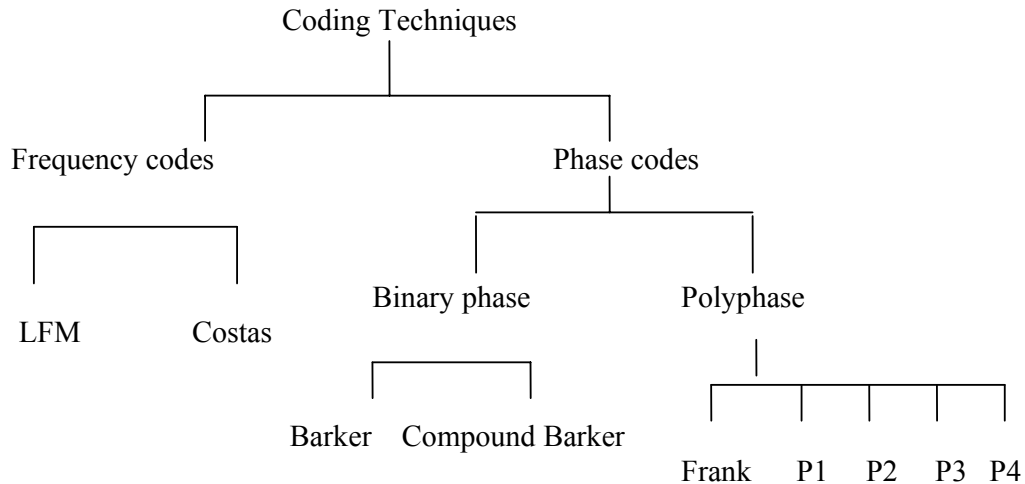 Coding Techniques
Frequency codes Phase codes
Binary phase Polyphase
LFM Costas
Barker Compound Barker
Frank P1 P2 P3 P4